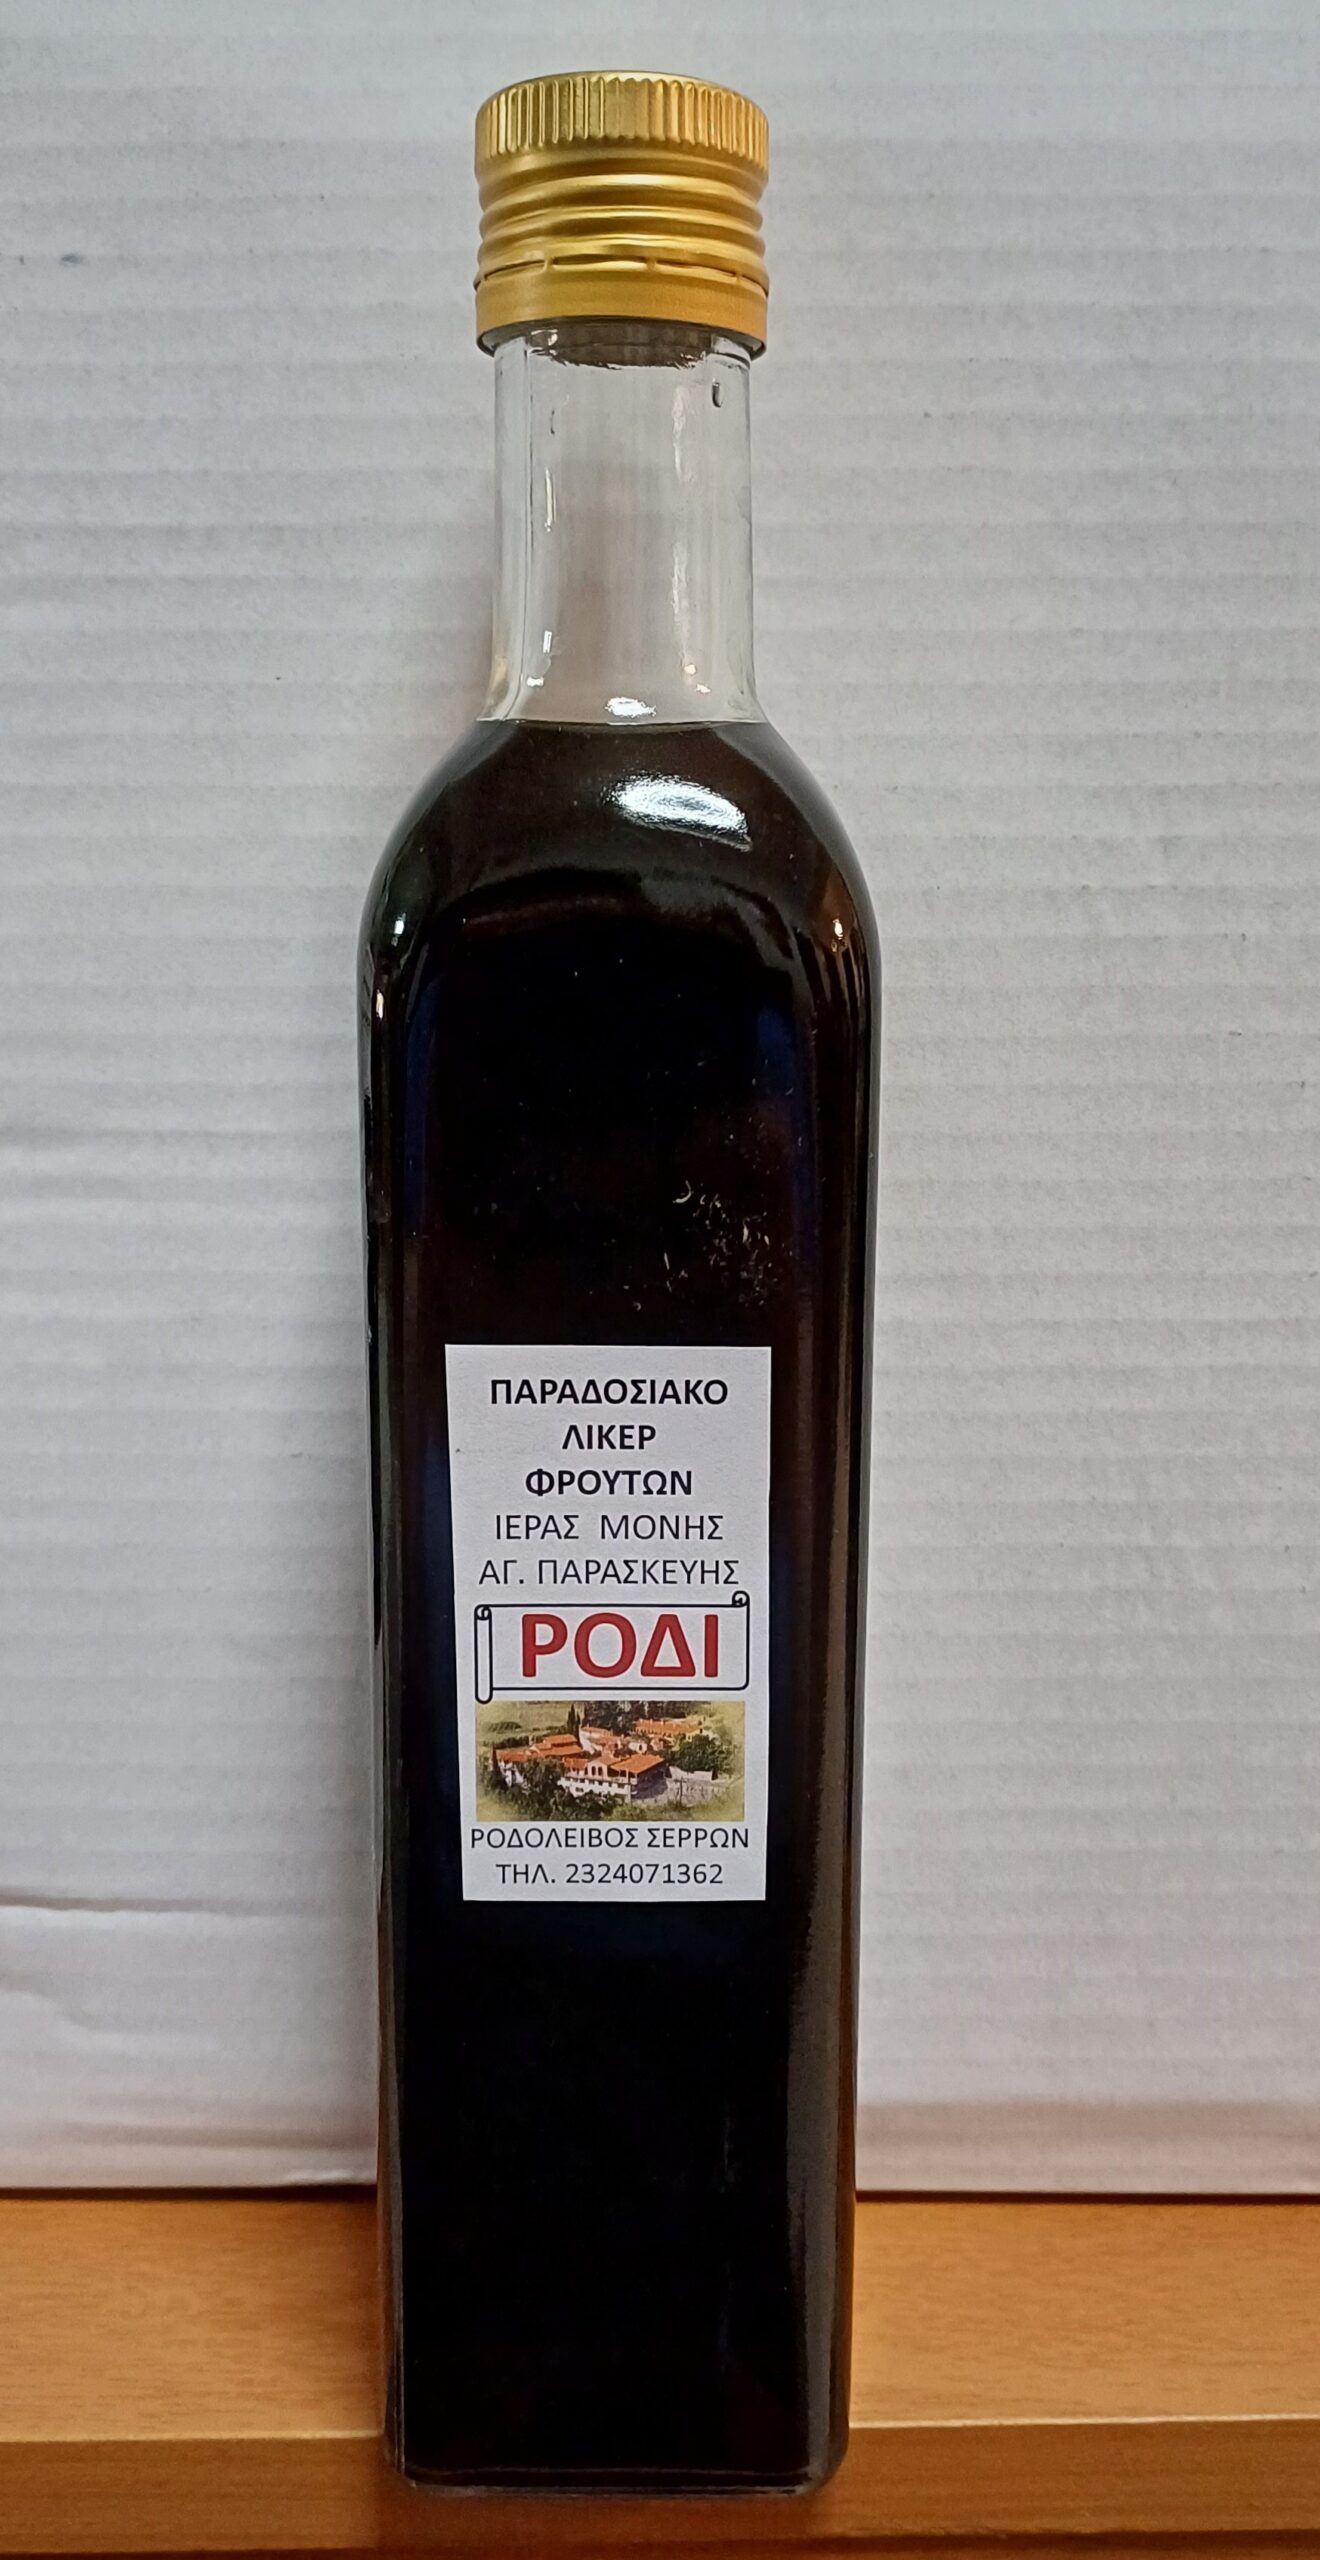 ΠΑΡΑΔΟΣΙΑΚΟ
ΛΙΚΕΡ
ΦΡΟΥΤΩΝ
ΙΕΡΑΣ ΜΟΝΗΣ
ΑΓ. ΠΑΡΑΣΚΕΥΗΣ
ΡΟΔΙ
ΡΟΔΟΛΕΙΒΟΣ ΣΕΡΡΩΝ
ΤΗΛ. 2324071362